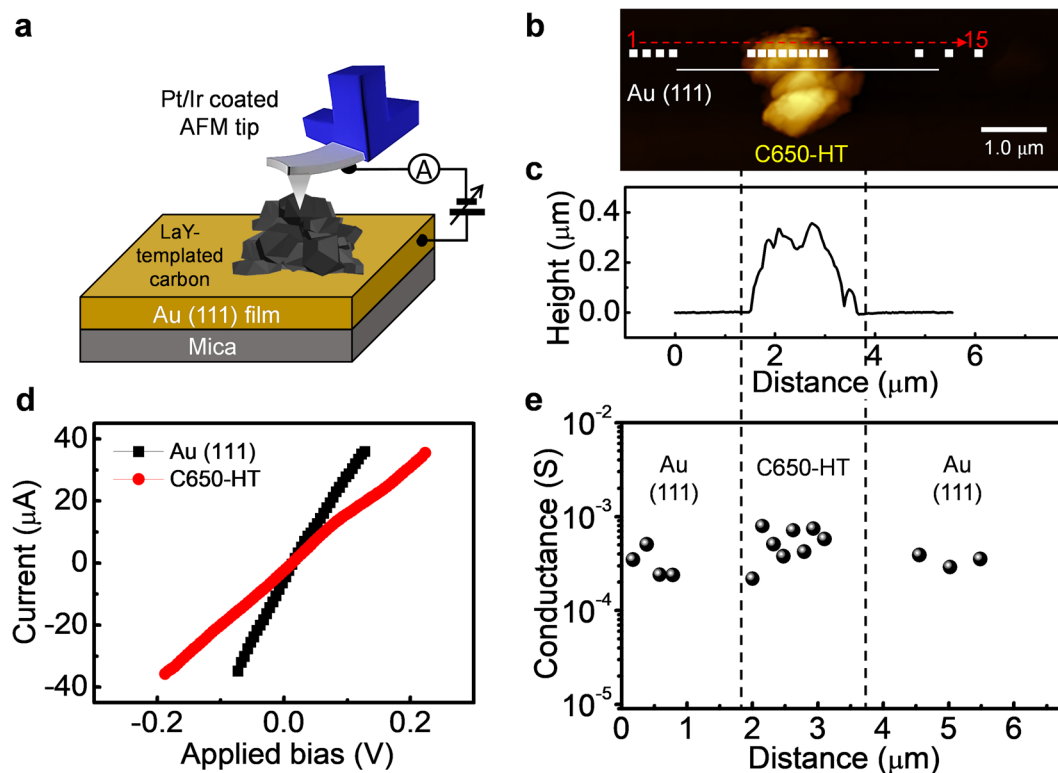 a
Pt/Ir coated
AFM tip
A
LaY-
templated
carbon
Au (111) film
Mica
b
1
15
Au (111)
C650-HT
1.0 μm
c
Height (μm)
0.4
0.2
0.0
0 2 4 6
Distance (μm)
d
Au (111)
C650-HT
Current (μA)
40
20
0
-20
-40
-0.2 0.0 0.2
Applied bias (V)
e
Conductance (S)
10⁻²
10⁻³
10⁻⁴
10⁻⁵
Au
(111)
C650-HT
Au
(111)
0 1 2 3 4 5 6
Distance (μm)